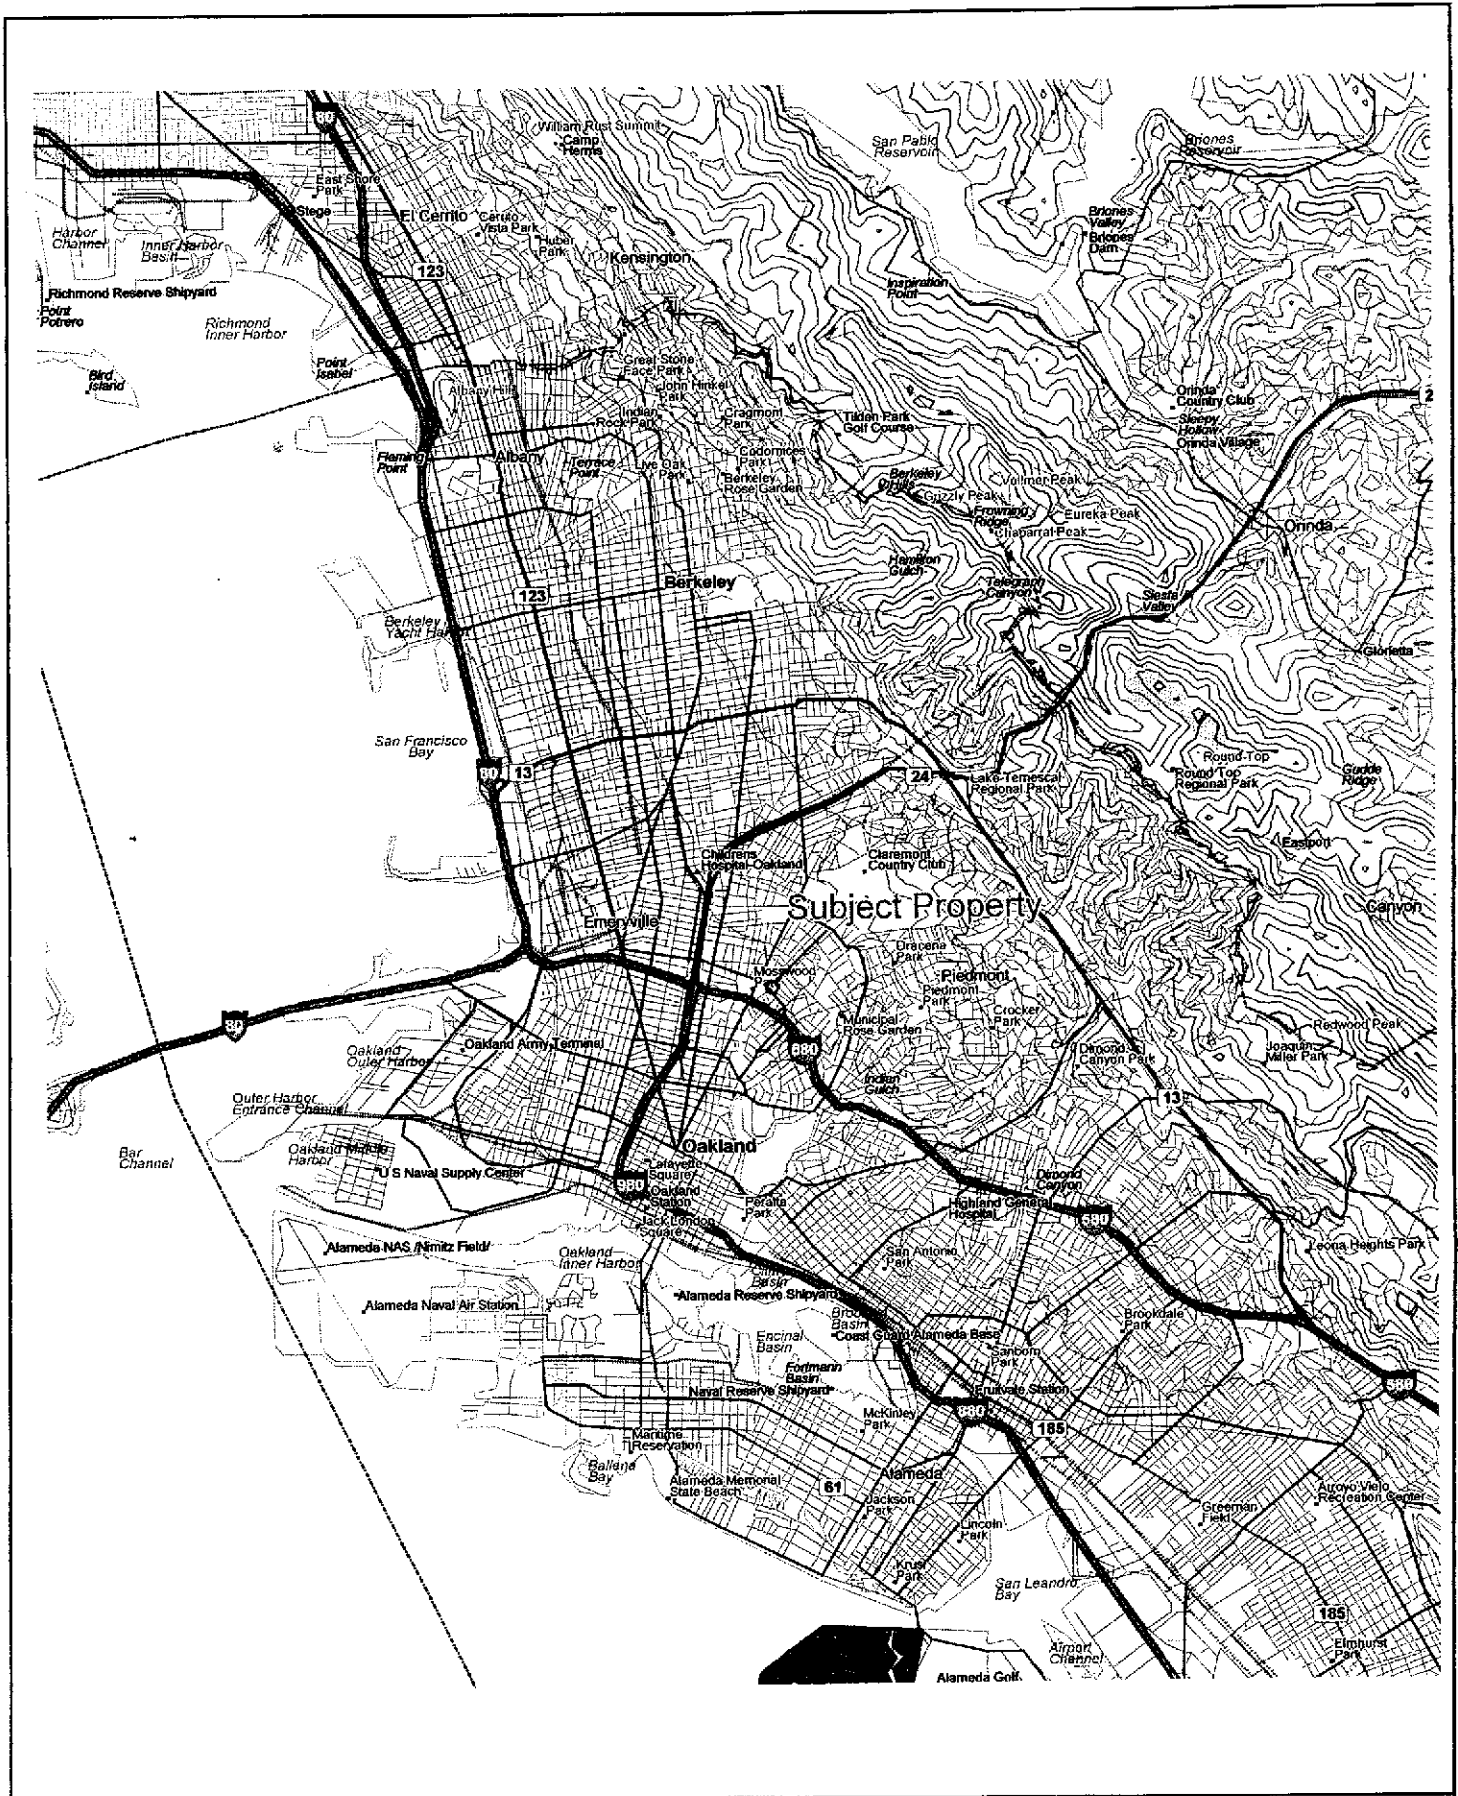 80
William Rust Summit
Camp
Herms
San Pablo
Reservoir
Briones
Reservoir
East Shore
Park
Stege
El Cerrito
Cerrito
Vista Park
Huber
Park
Kensington
Briones
Valley
Briones
Dam
Harbor
Channel
Inner Harbor
Basin
123
Richmond Reserve Shipyard
Point
Potrero
Richmond
Inner Harbor
Inspiration
Point
Bird
Island
Point
Isabel
Great Stone
Face Park
Albany Hill
John Hinkel
Park
Indian
Rock Park
Cragmont
Park
Tilden Park
Golf Course
Orinda
Country Club
Sleepy
Hollow
Orinda Village
2
Fleming
Point
Albany
Terrace
Point
Live Oak
Park
Codornices
Park
Berkeley
Rose Garden
Berkeley
Hills
Grizzly Peak
Vollmer Peak
Frowning
Ridge
Eureka Peak
Chaparral Peak
Orinda
Hamilton
Gulch
Berkeley
123
Telegraph
Canyon
Siesta
Valley
Berkeley
Yacht Harbor
Glorietta
San Francisco
Bay
80
13
24
Lake Temescal
Regional Park
Round Top
Round Top
Regional Park
Gudde
Ridge
Eastport
Childrens
Hospital-Oakland
Claremont
Country Club
Subject Property
Canyon
Emeryville
Dracena
Park
Mosswood
Piedmont
Piedmont
Park
Crocker
Park
Municipal
Rose Garden
80
Redwood Peak
Joaquin
Miller Park
Oakland Army Terminal
Oakland
Outer Harbor
Dimond
Canyon Park
Indian
Gulch
Outer Harbor
Entrance Channel
13
Bar
Channel
Oakland Middle
Harbor
U S Naval Supply Center
Oakland
Lafayette
Square
980
Oakland
Station
Peralta
Park
Dimond
Canyon
Highland General
Hospital
580
Jack London
Square
Alameda NAS /Nimitz Field/
Oakland
Inner Harbor
San Antonio
Park
Leona Heights Park
Basin
Alameda Reserve Shipyard
Alameda Naval Air Station
Basin
Coast Guard Alameda Base
Brookdale
Park
Encinal
Basin
Sanborn
Park
Fortmann
Basin
Naval Reserve Shipyard
Fruitvale Station
580
880
McKinley
Park
185
Maritime
Reservation
Ballena
Bay
Alameda Memorial
State Beach
61
Alameda
Jackson
Park
Arroyo Viejo
Recreation Center
Greenman
Field
Lincoln
Park
Krusi
Park
San Leandro
Bay
185
Elmhurst
Park
Airport
Channel
Alameda Golf